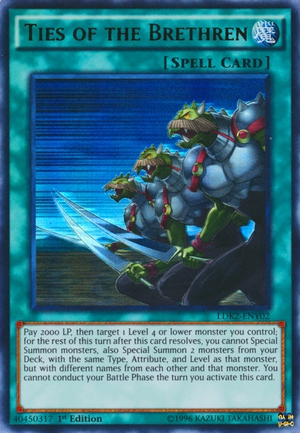 TIES OF THE BRETHREN
[SPELL CARD]
LDK2-ENY02
Pay 2000 LP, then target 1 Level 4 or lower monster you control;
for the rest of this turn after this card resolves, you cannot Special
Summon monsters, also Special Summon 2 monsters from your
Deck, with the same Type, Attribute, and Level as that monster,
but with different names from each other and that monster. You
cannot conduct your Battle Phase the turn you activate this card.
40450317 1st Edition
©1996 KAZUKI TAKAHASHI